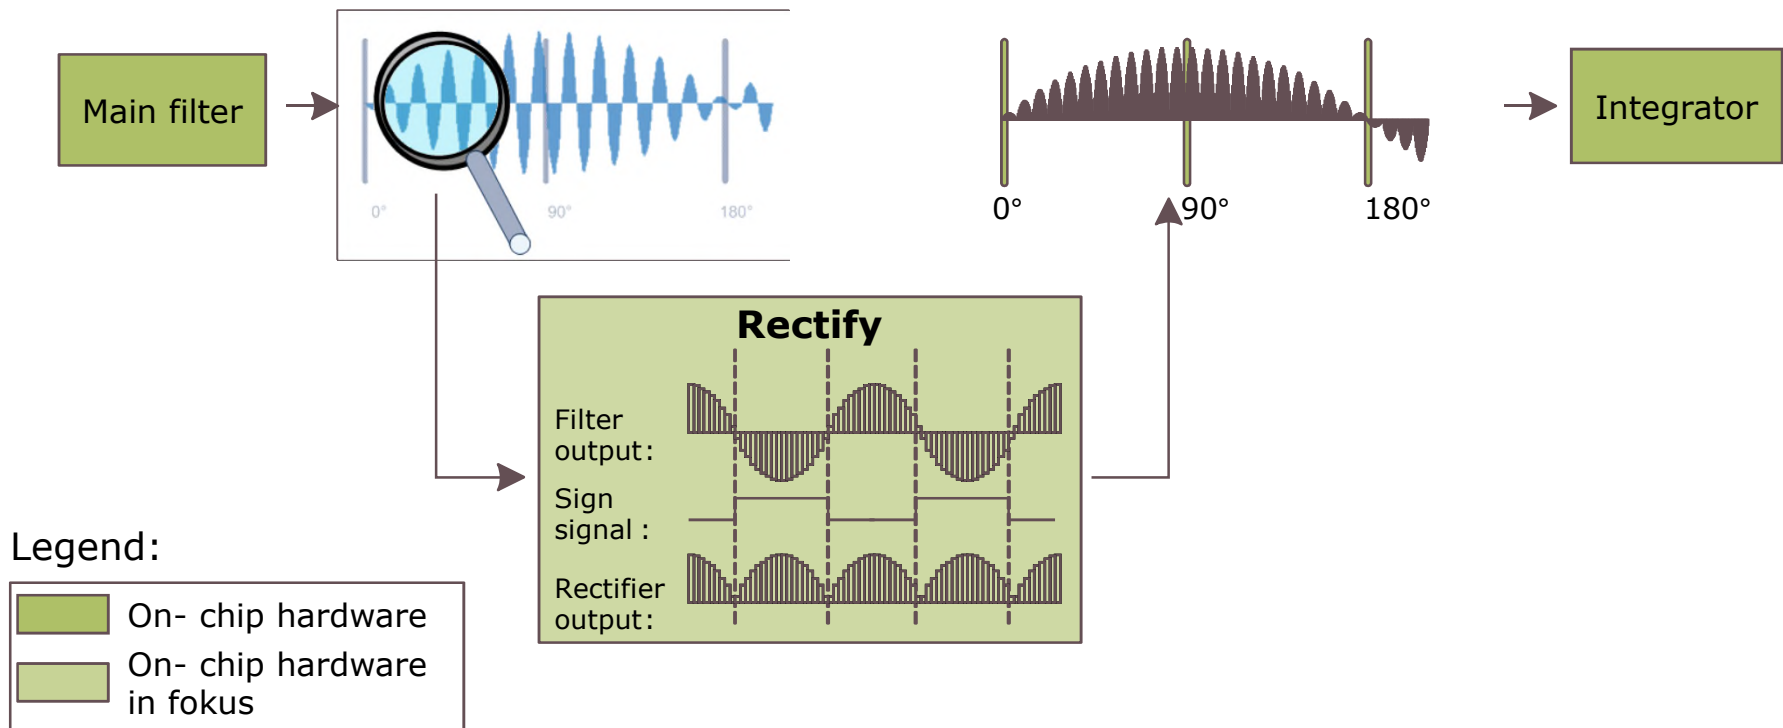 Main filter
0°
90°
180°
0°
90°
180°
Integrator
Rectify
Filter
output:
Sign
signal :
Rectifier
output:
Legend:
On- chip hardware
On- chip hardware
in fokus